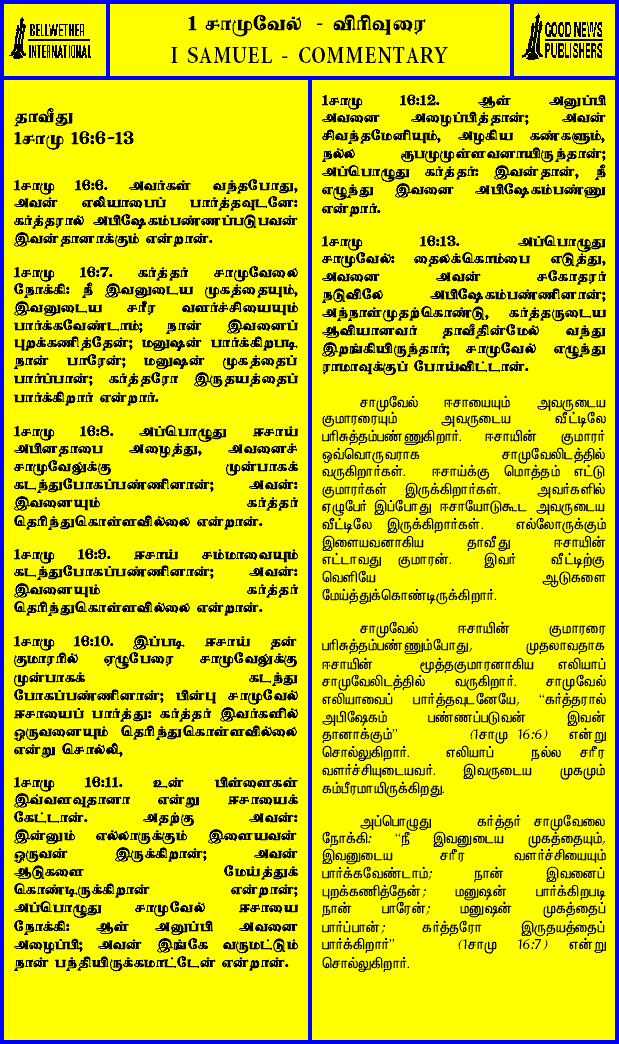 BELLWETHER
INTERNATIONAL
1 சாமுவேல் - விரிவுரை
I SAMUEL - COMMENTARY
GOOD NEWS
PUBLISHERS
தாவீது
1சாமு 16:6-13
1சாமு 16:6. அவர்கள் வந்தபோது,
அவன் எலியாபைப் பார்த்தவுடனே:
கர்த்தரால் அபிஷேகம்பண்ணப்படுபவன்
இவன்தானாக்கும் என்றான்.
1சாமு 16:7. கர்த்தர் சாமுவேலை
நோக்கி: நீ இவனுடைய முகத்தையும்,
இவனுடைய சரீர வளர்ச்சியையும்
பார்க்கவேண்டாம்; நான் இவனைப்
புறக்கணித்தேன்; மனுஷன் பார்க்கிறபடி
நான் பாரேன்; மனுஷன் முகத்தைப்
பார்ப்பான்; கர்த்தரோ இருதயத்தைப்
பார்க்கிறார் என்றார்.
1சாமு 16:8. அப்பொழுது ஈசாய்
அபினதாபை அழைத்து, அவனைச்
சாமுவேலுக்கு முன்பாகக்
கடந்துபோகப்பண்ணினான்; அவன்:
இவனையும் கர்த்தர்
தெரிந்துகொள்ளவில்லை என்றான்.
1சாமு 16:9. ஈசாய் சம்மாவையும்
கடந்துபோகப்பண்ணினான்; அவன்:
இவனையும் கர்த்தர்
தெரிந்துகொள்ளவில்லை என்றான்.
1சாமு 16:10. இப்படி ஈசாய் தன்
குமாரரில் ஏழுபேரை சாமுவேலுக்கு
முன்பாகக் கடந்து
போகப்பண்ணினான்; பின்பு சாமுவேல்
ஈசாயைப் பார்த்து: கர்த்தர் இவர்களில்
ஒருவனையும் தெரிந்துகொள்ளவில்லை
என்று சொல்லி,
1சாமு 16:11. உன் பிள்ளைகள்
இவ்வளவுதானா என்று ஈசாயைக்
கேட்டான். அதற்கு அவன்:
இன்னும் எல்லாருக்கும் இளையவன்
ஒருவன் இருக்கிறான்; அவன்
ஆடுகளை மேய்த்துக்
கொண்டிருக்கிறான் என்றான்;
அப்பொழுது சாமுவேல் ஈசாயை
நோக்கி: ஆள் அனுப்பி அவனை
அழைப்பி; அவன் இங்கே வருமட்டும்
நான் பந்தியிருக்கமாட்டேன் என்றான்.
1சாமு 16:12. ஆள் அனுப்பி
அவனை அழைப்பித்தான்; அவன்
சிவந்தமேனியும், அழகிய கண்களும்,
நல்ல ரூபமுமுள்ளவனாயிருந்தான்;
அப்பொழுது கர்த்தர்: இவன்தான், நீ
எழுந்து இவனை அபிஷேகம்பண்ணு
என்றார்.
1சாமு 16:13. அப்பொழுது
சாமுவேல்: தைலக்கொம்பை எடுத்து,
அவனை அவன் சகோதரர்
நடுவிலே அபிஷேகம்பண்ணினான்;
அந்நாள்முதற்கொண்டு, கர்த்தருடைய
ஆவியானவர் தாவீதின்மேல் வந்து
இறங்கியிருந்தார்; சாமுவேல் எழுந்து
ராமாவுக்குப் போய்விட்டான்.
சாமுவேல் ஈசாயையும் அவருடைய
குமாரரையும் அவருடைய வீட்டிலே
பரிசுத்தம்பண்ணுகிறார். ஈசாயின் குமாரர்
ஒவ்வொருவராக சாமுவேலிடத்தில்
வருகிறார்கள். ஈசாய்க்கு மொத்தம் எட்டு
குமாரர்கள் இருக்கிறார்கள். அவர்களில்
ஏழுபேர் இப்போது ஈசாயோடுகூட அவருடைய
வீட்டிலே இருக்கிறார்கள். எல்லோருக்கும்
இளையவனாகிய தாவீது ஈசாயின்
எட்டாவது குமாரன். இவர் வீட்டிற்கு
வெளியே ஆடுகளை
மேய்த்துக்கொண்டிருக்கிறார்.
சாமுவேல் ஈசாயின் குமாரரை
பரிசுத்தம்பண்ணும்போது, முதலாவதாக
ஈசாயின் மூத்தகுமாரனாகிய எலியாப்
சாமுவேலிடத்தில் வருகிறார். சாமுவேல்
எலியாவைப் பார்த்தவுடனேயே, "கர்த்தரால்
அபிஷேகம் பண்ணப்படுவன் இவன்
தானாக்கும்" (1சாமு 16:6) என்று
சொல்லுகிறார். எலியாப் நல்ல சரீர
வளர்ச்சியுடையவர். இவருடைய முகமும்
கம்பீரமாயிருக்கிறது.
அப்பொழுது கர்த்தர் சாமுவேலை
நோக்கி: "நீ இவனுடைய முகத்தையும்,
இவனுடைய சரீர வளர்ச்சியையும்
பார்க்கவேண்டாம்; நான் இவனைப்
புறக்கணித்தேன்; மனுஷன் பார்க்கிறபடி
நான் பாரேன்; மனுஷன் முகத்தைப்
பார்ப்பான்; கர்த்தரோ இருதயத்தைப்
பார்க்கிறார்" (1சாமு 16:7) என்று
சொல்லுகிறார்.